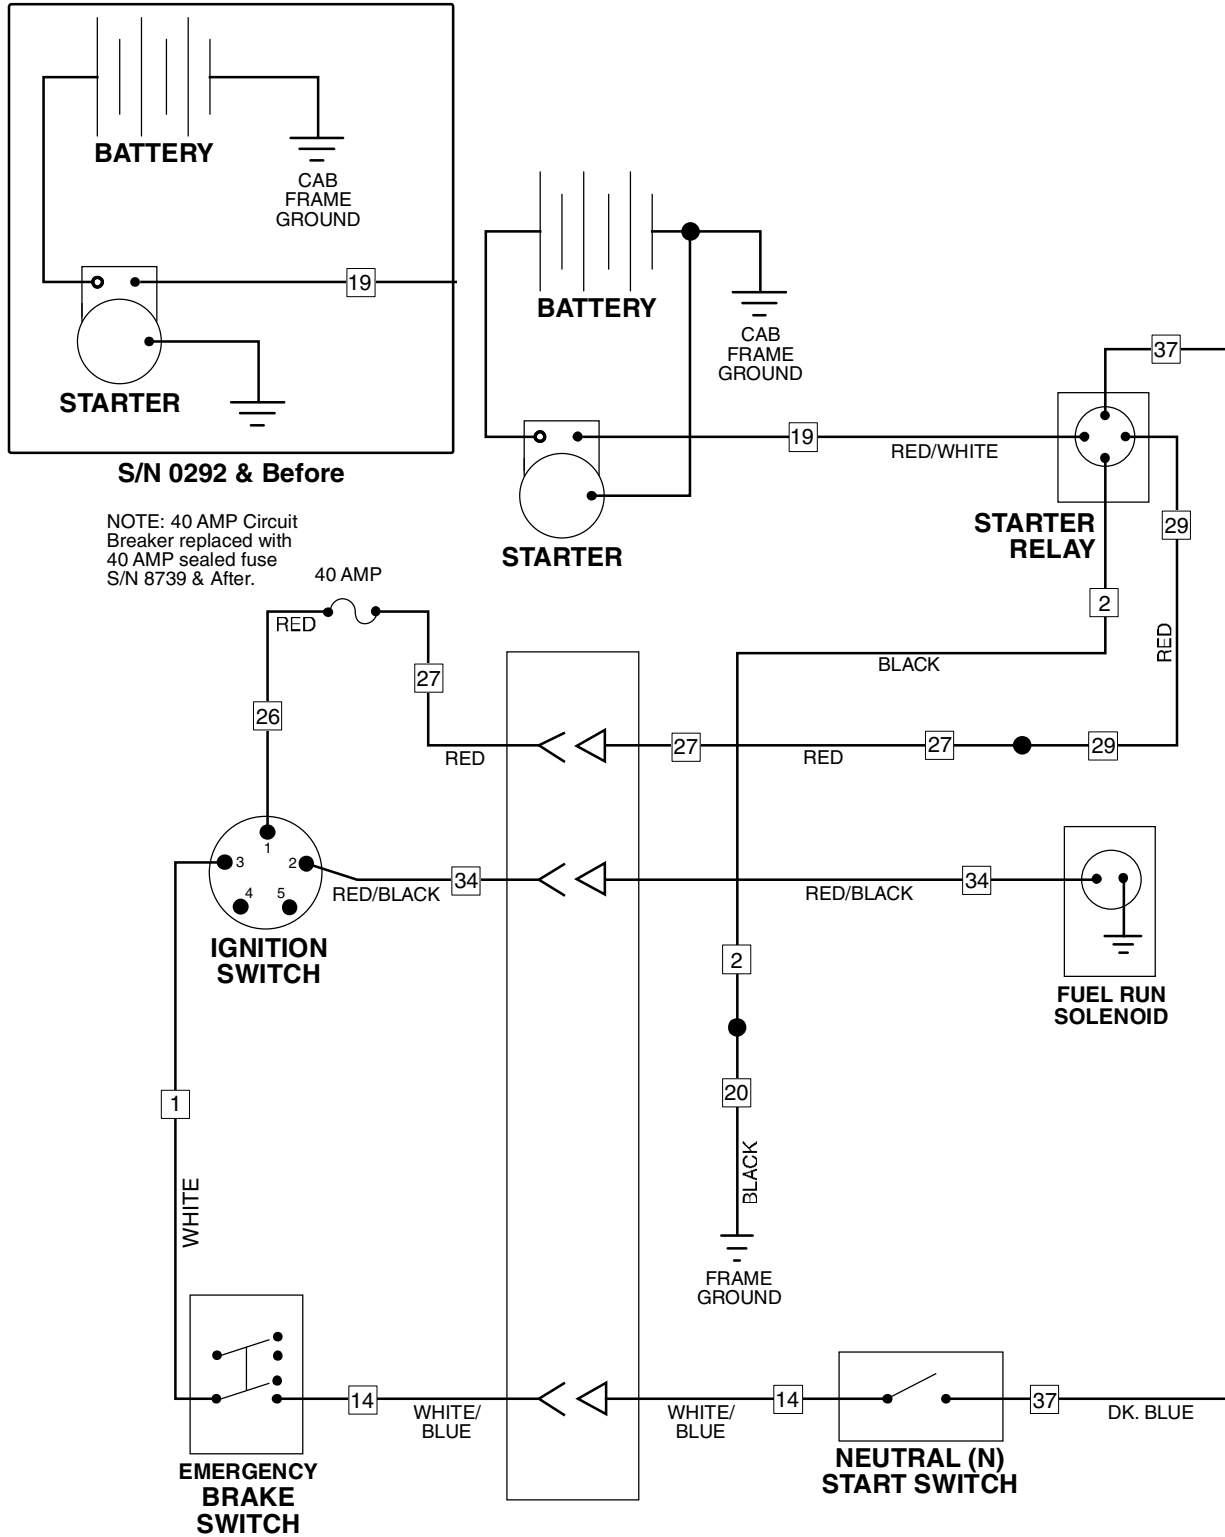 BATTERY
CAB
FRAME
GROUND
19
STARTER
S/N 0292 & Before
NOTE: 40 AMP Circuit
Breaker replaced with
40 AMP sealed fuse
S/N 8739 & After.
BATTERY
CAB
FRAME
GROUND
STARTER
19
RED/WHITE
37
STARTER
RELAY
29
2
RED
BLACK
40 AMP
RED
27
26
RED
27
RED
27
29
1
3
2
4
5
IGNITION
SWITCH
34
RED/BLACK
RED/BLACK
34
FUEL RUN
SOLENOID
2
20
BLACK
FRAME
GROUND
1
WHITE
EMERGENCY
BRAKE
SWITCH
14
WHITE/
BLUE
WHITE/
BLUE
14
NEUTRAL (N)
START SWITCH
37
DK. BLUE